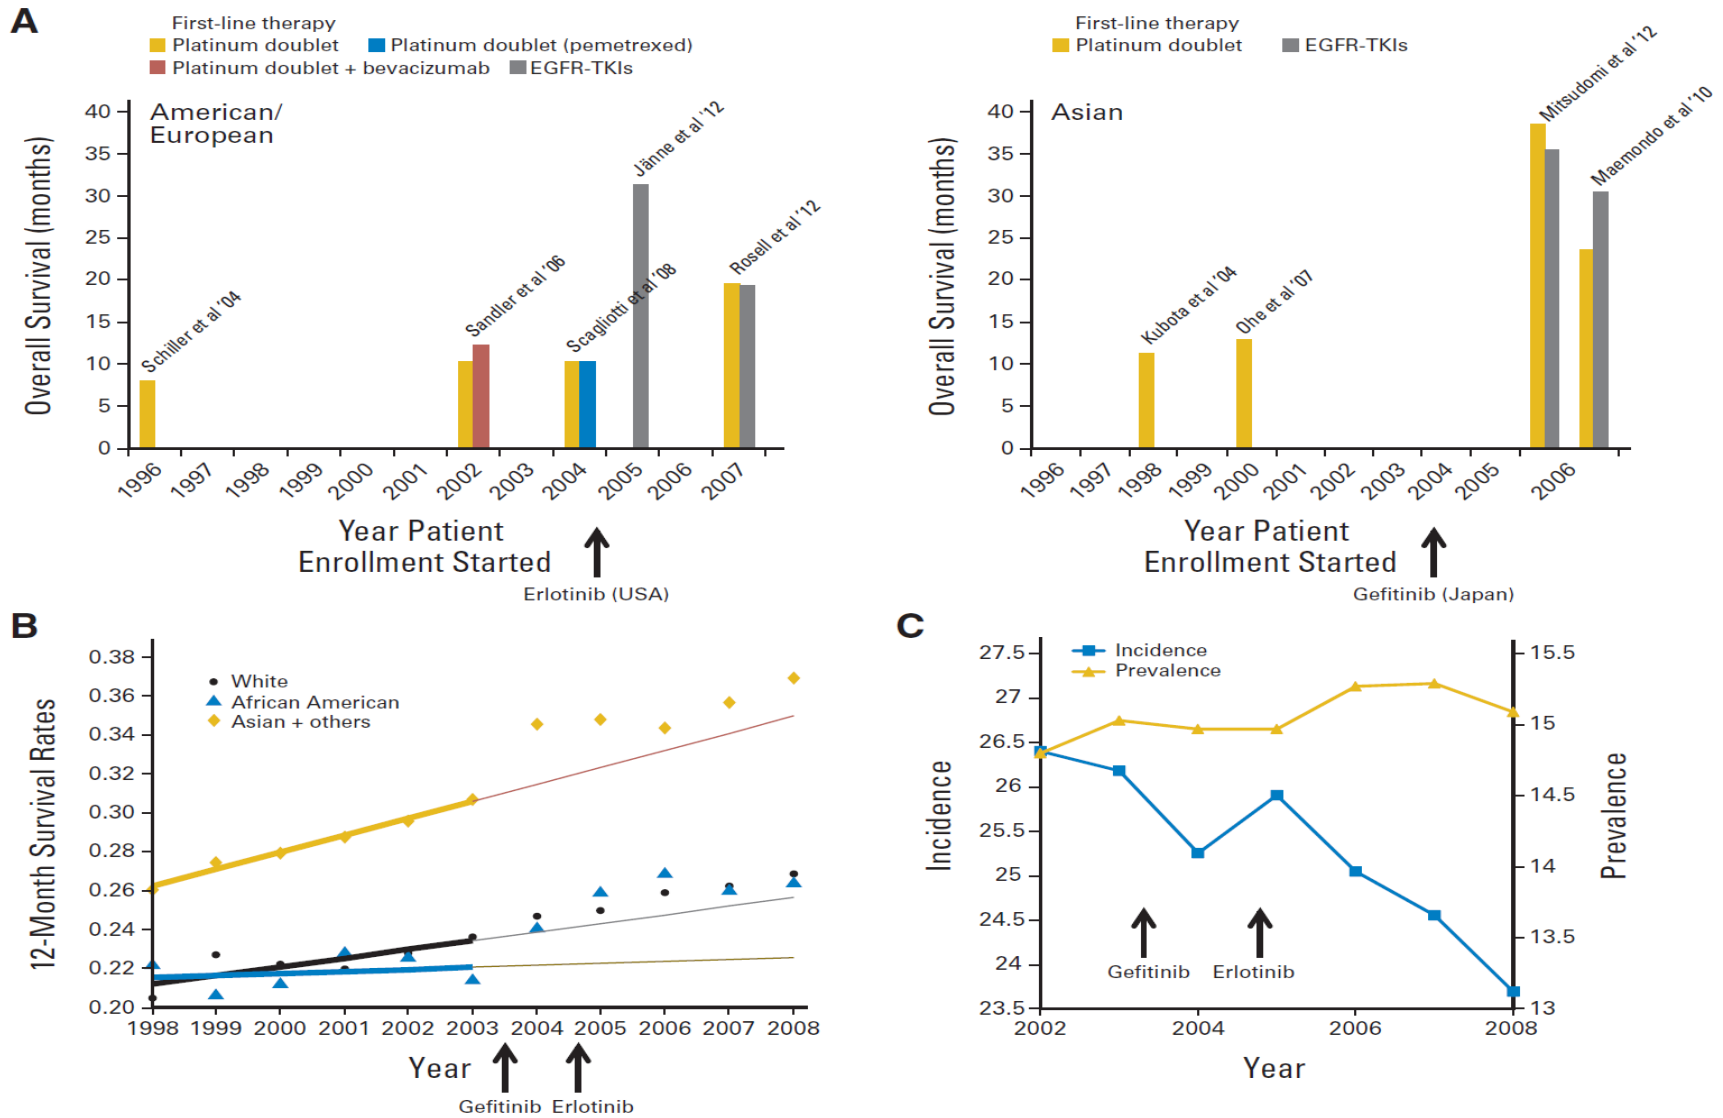 A
First-line therapy
Platinum doublet
Platinum doublet (pemetrexed)
Platinum doublet + bevacizumab
EGFR-TKIs
American/
European
Overall Survival (months)
40
35
30
25
20
15
10
5
0
Schiller et al '04
Sandler et al '06
Scagliotti et al '08
Jänne et al '12
Rosell et al '12
1996
1997
1998
1999
2000
2001
2002
2003
2004
2005
2006
2007
Year Patient
Enrollment Started
Erlotinib (USA)
First-line therapy
Platinum doublet
EGFR-TKIs
Asian
Overall Survival (months)
40
35
30
25
20
15
10
5
0
Kubota et al '04
Ohe et al '07
Mitsudomi et al '12
Maemondo et al '10
1996
1997
1998
1999
2000
2001
2002
2003
2004
2005
2006
Year Patient
Enrollment Started
Gefitinib (Japan)
B
White
African American
Asian + others
12-Month Survival Rates
0.38
0.36
0.34
0.32
0.30
0.28
0.26
0.24
0.22
0.20
1998
1999
2000
2001
2002
2003
2004
2005
2006
2007
2008
Year
Gefitinib
Erlotinib
C
Incidence
Prevalence
Incidence
27.5
27
26.5
26
25.5
25
24.5
24
23.5
Gefitinib
Erlotinib
15.5
15
14.5
14
13.5
13
Prevalence
2002
2004
2006
2008
Year